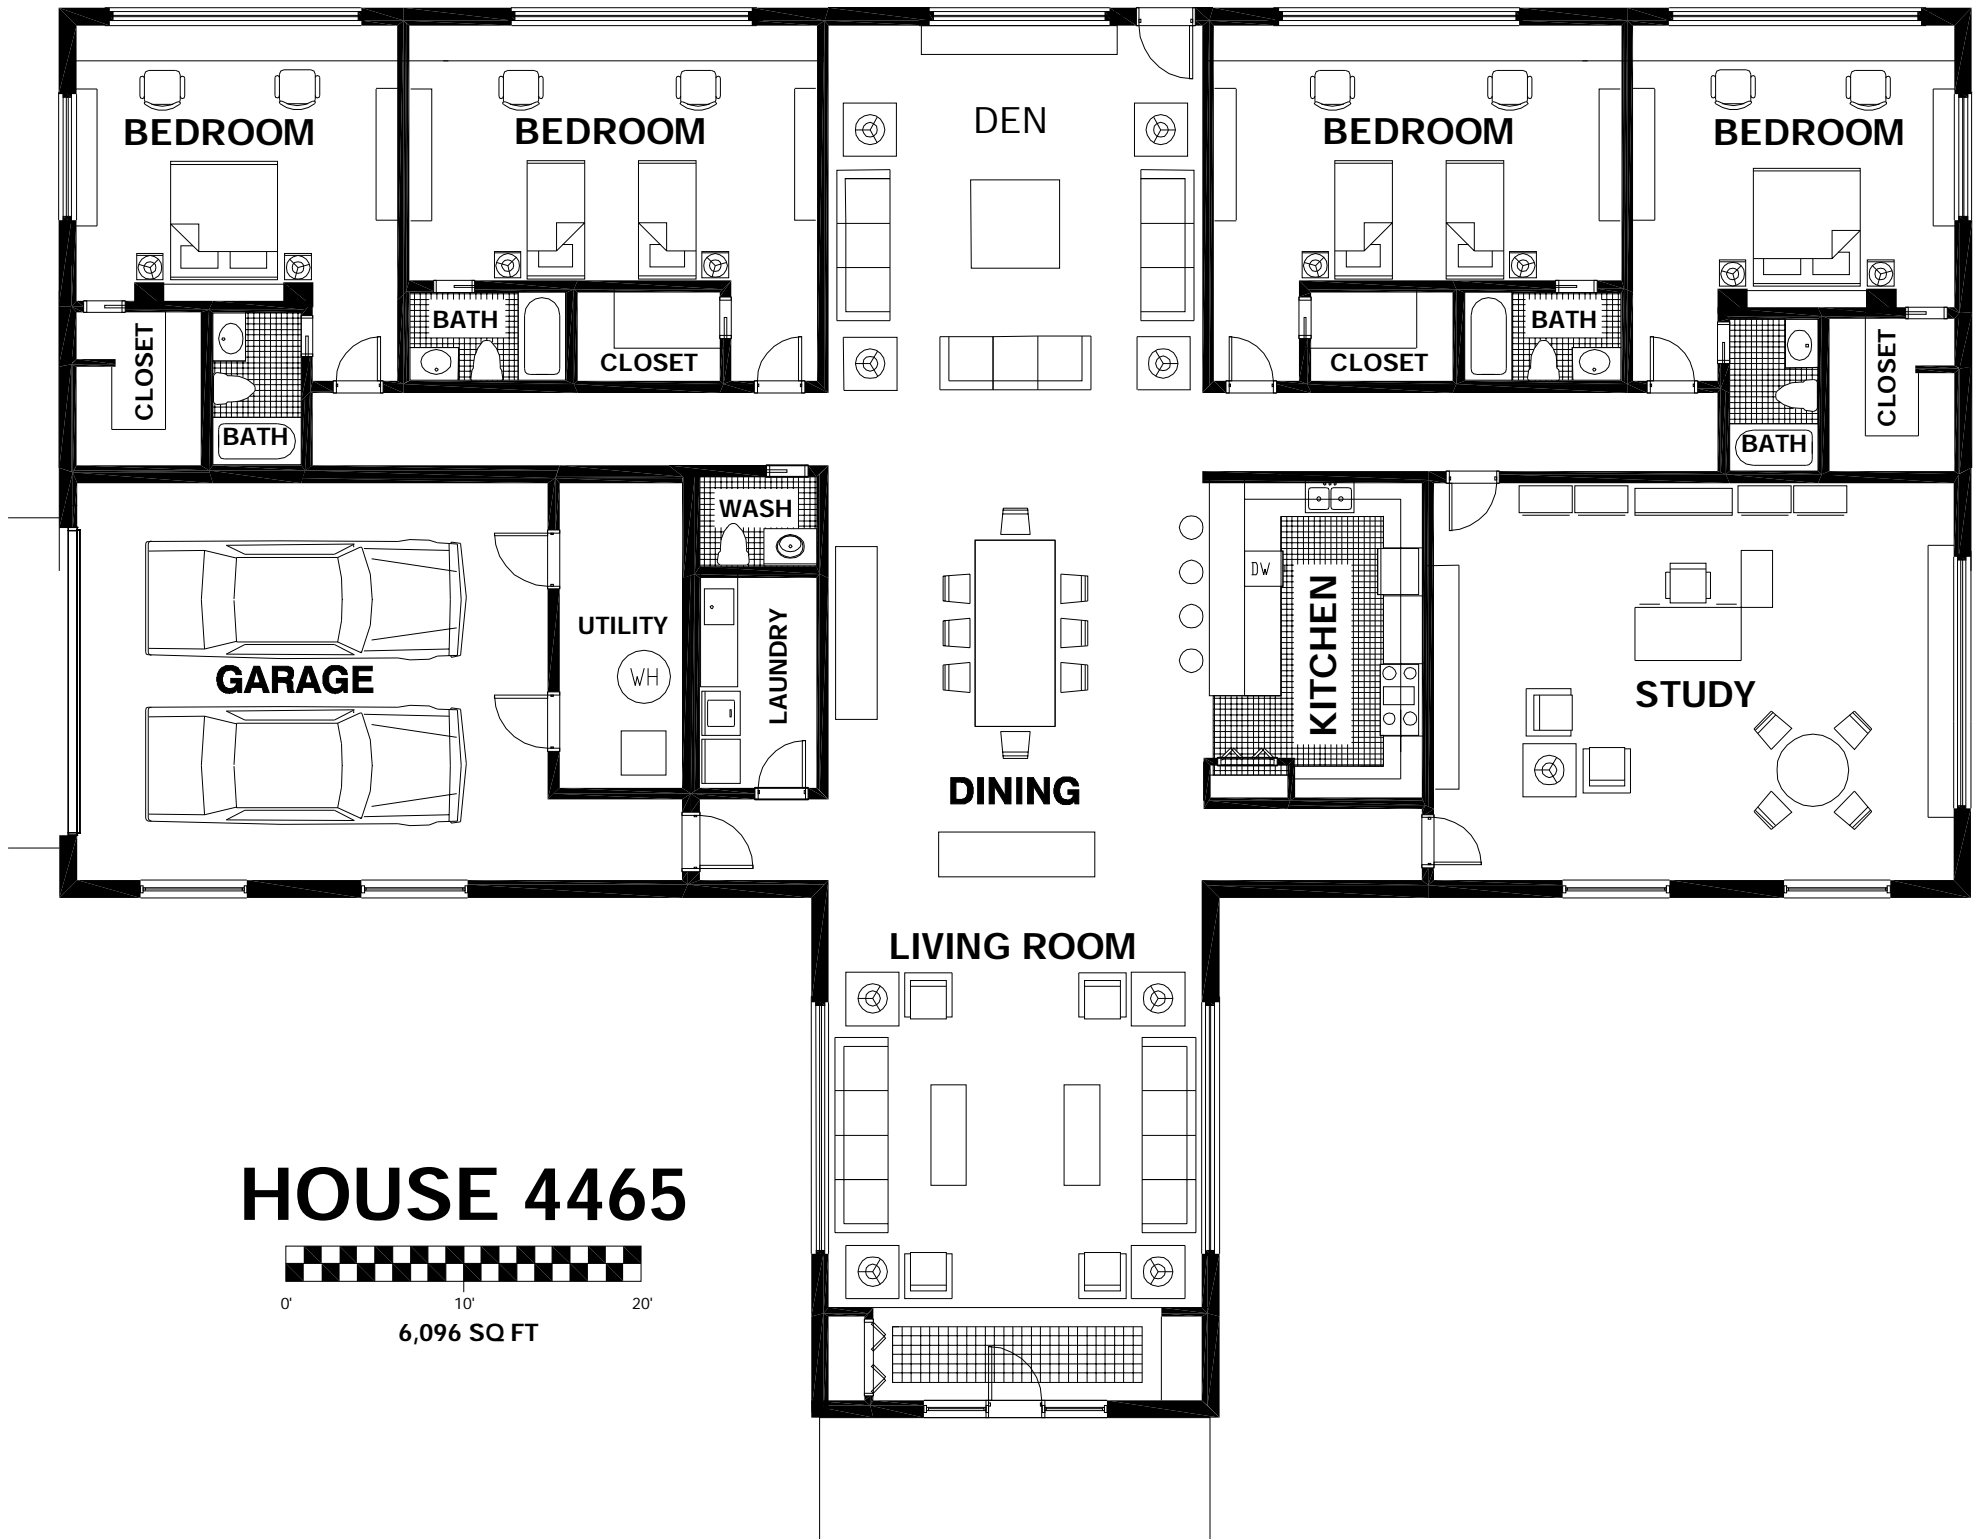 DEN
BEDROOM
BEDROOM
BEDROOM
BEDROOM
BATH
CLOSET
CLOSET
BATH
CLOSET
BATH
CLOSET
BATH
BATH
WASH
DW
UTILITY
LAUNDRY
KITCHEN
WH
GARAGE
STUDY
DINING
LIVING ROOM
HOUSE 4465
0' 10' 20'
6,096 SQ FT